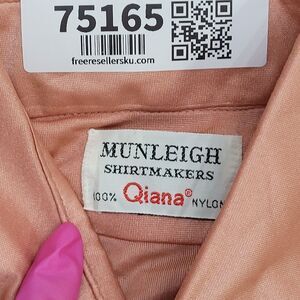 75165
freeresellersku.com
MUNLEIGH
SHIRTMAKERS
100% Qiana® NYLON